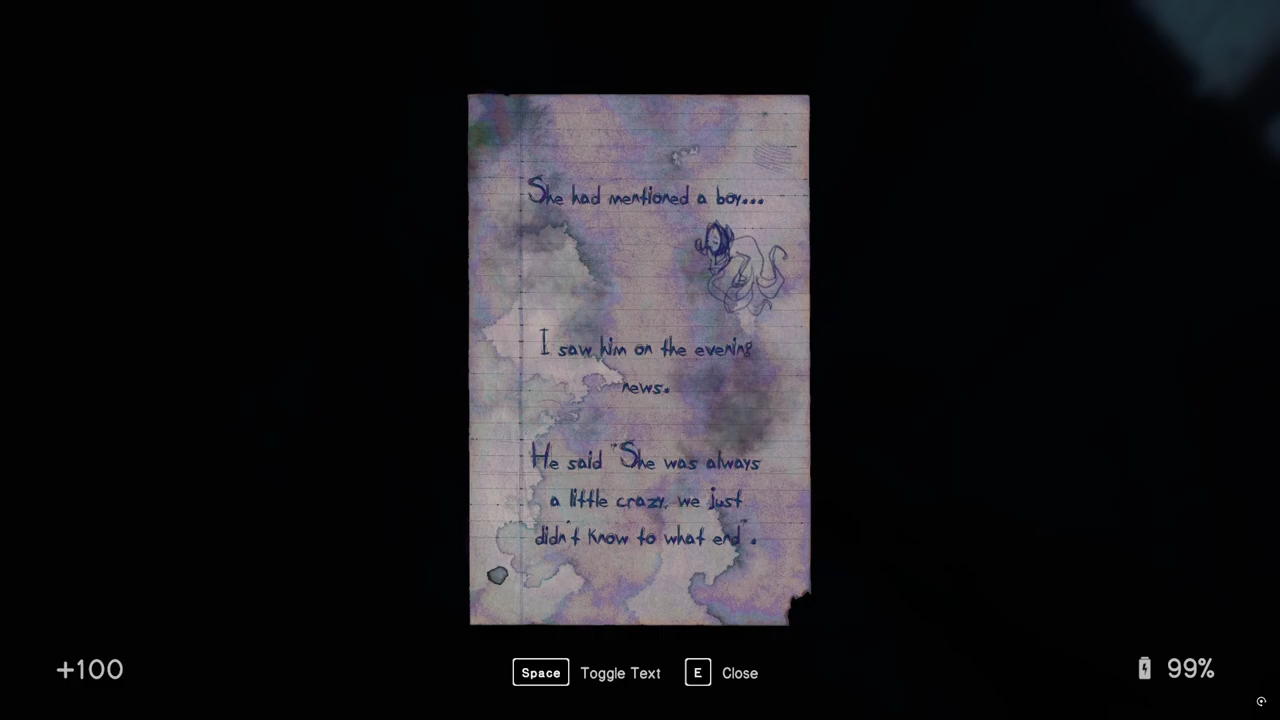 She had mentioned a boy...
I saw him on the evening
news.
He said "She was always
a little crazy, we just
didn't know to what end".
+100
Space Toggle Text E Close
99%